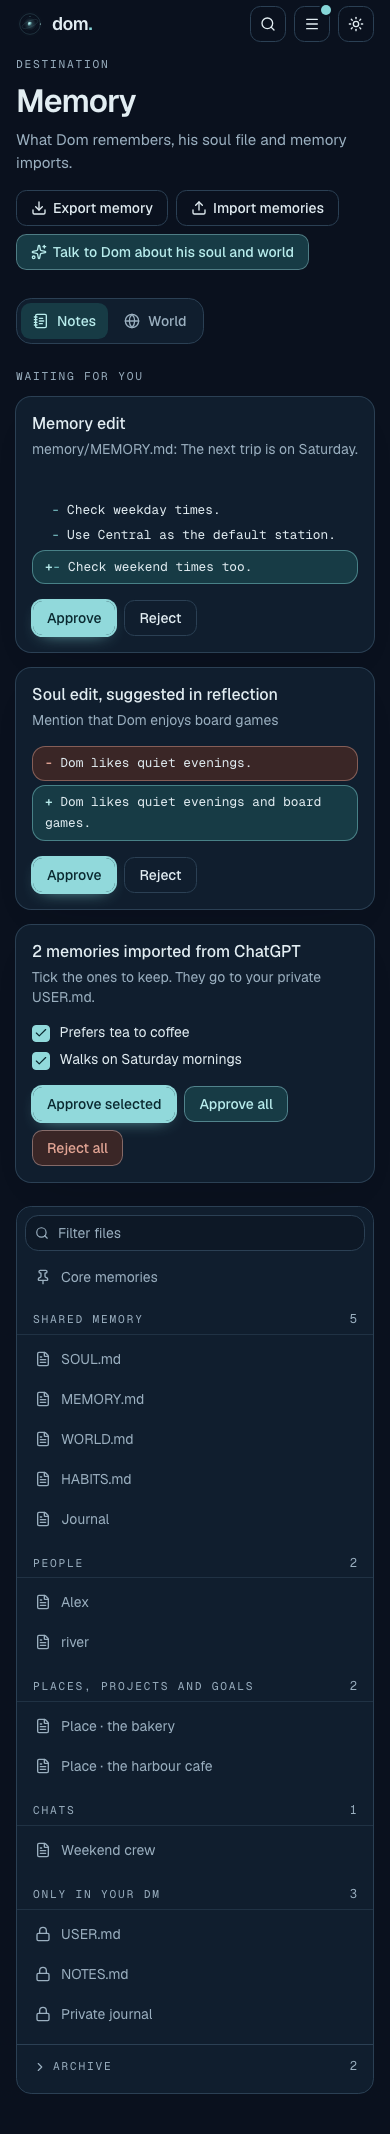 dom.
DESTINATION
Memory
What Dom remembers, his soul file and memory
imports.
Export memory
Import memories
Talk to Dom about his soul and world
Notes
World
WAITING FOR YOU
Memory edit
memory/MEMORY.md: The next trip is on Saturday.
- Check weekday times.
- Use Central as the default station.
+- Check weekend times too.
Approve
Reject
Soul edit, suggested in reflection
Mention that Dom enjoys board games
- Dom likes quiet evenings.
+ Dom likes quiet evenings and board
games.
Approve
Reject
2 memories imported from ChatGPT
Tick the ones to keep. They go to your private
USER.md.
Prefers tea to coffee
Walks on Saturday mornings
Approve selected
Approve all
Reject all
Filter files
Core memories
SHARED MEMORY 5
SOUL.md
MEMORY.md
WORLD.md
HABITS.md
Journal
PEOPLE 2
Alex
river
PLACES, PROJECTS AND GOALS 2
Place · the bakery
Place · the harbour cafe
CHATS 1
Weekend crew
ONLY IN YOUR DM 3
USER.md
NOTES.md
Private journal
ARCHIVE 2